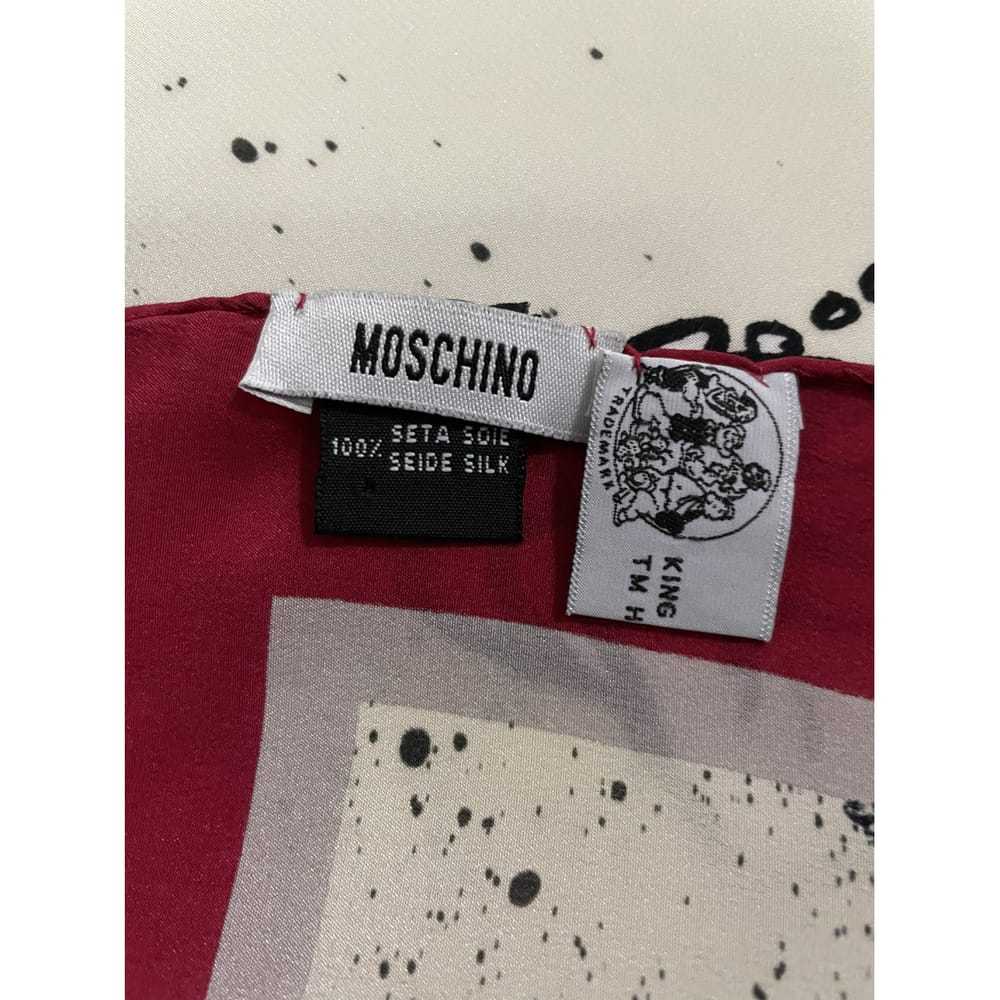 MOSCHINO
100% SETA SOIE
SEIDE SILK
TRADEMARK
KING
TM H